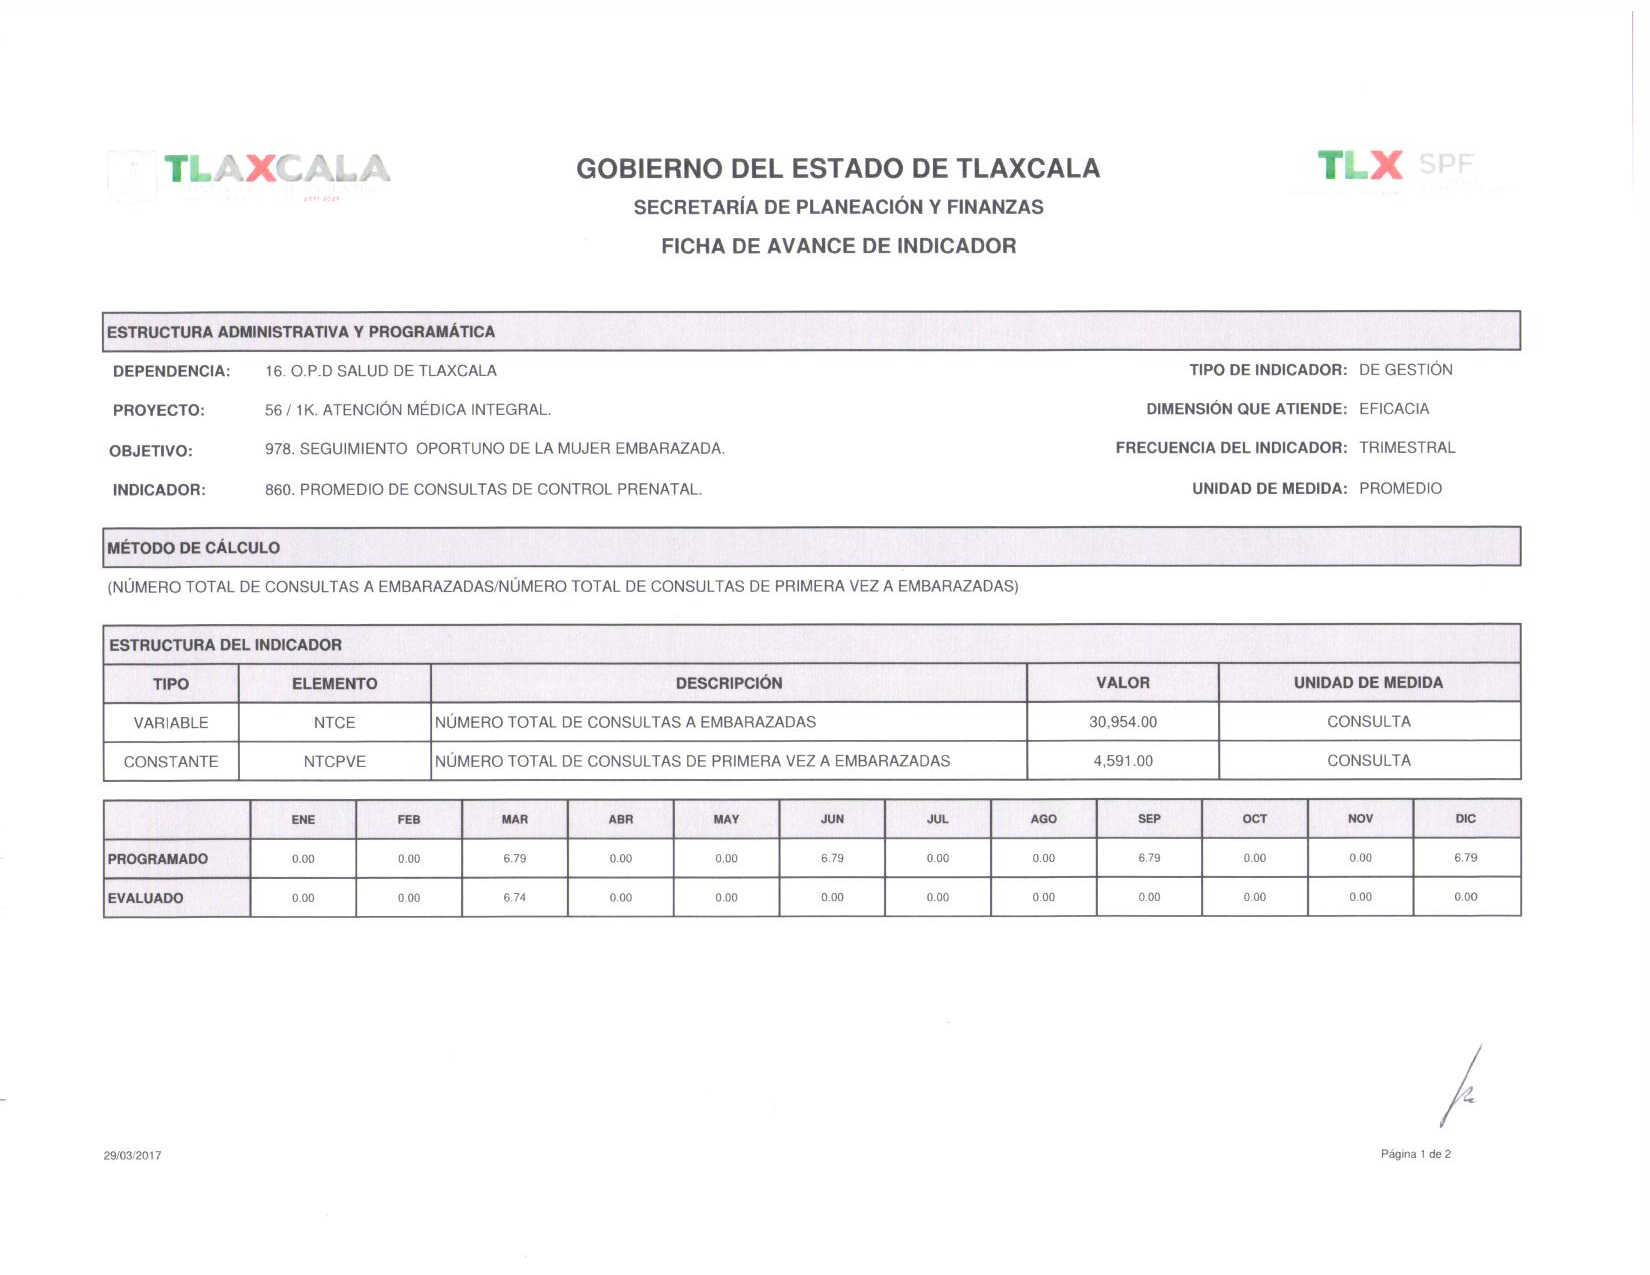 TLAXCALA
2017-2021
GOBIERNO DEL ESTADO DE TLAXCALA
SECRETARÍA DE PLANEACIÓN Y FINANZAS
FICHA DE AVANCE DE INDICADOR
TLX SPF
ESTRUCTURA ADMINISTRATIVA Y PROGRAMÁTICA
DEPENDENCIA: 16. O.P.D SALUD DE TLAXCALA TIPO DE INDICADOR: DE GESTIÓN
PROYECTO: 56 / 1K. ATENCIÓN MÉDICA INTEGRAL. DIMENSIÓN QUE ATIENDE: EFICACIA
OBJETIVO: 978. SEGUIMIENTO OPORTUNO DE LA MUJER EMBARAZADA. FRECUENCIA DEL INDICADOR: TRIMESTRAL
INDICADOR: 860. PROMEDIO DE CONSULTAS DE CONTROL PRENATAL. UNIDAD DE MEDIDA: PROMEDIO
MÉTODO DE CÁLCULO
(NÚMERO TOTAL DE CONSULTAS A EMBARAZADAS/NÚMERO TOTAL DE CONSULTAS DE PRIMERA VEZ A EMBARAZADAS)
ESTRUCTURA DEL INDICADOR
TIPO ELEMENTO DESCRIPCIÓN VALOR UNIDAD DE MEDIDA
VARIABLE NTCE NÚMERO TOTAL DE CONSULTAS A EMBARAZADAS 30,954.00 CONSULTA
CONSTANTE NTCPVE NÚMERO TOTAL DE CONSULTAS DE PRIMERA VEZ A EMBARAZADAS 4,591.00 CONSULTA
ENE FEB MAR ABR MAY JUN JUL AGO SEP OCT NOV DIC
PROGRAMADO 0.00 0.00 6.79 0.00 0.00 6.79 0.00 0.00 6.79 0.00 0.00 6.79
EVALUADO 0.00 0.00 6.74 0.00 0.00 0.00 0.00 0.00 0.00 0.00 0.00 0.00
29/03/2017 Página 1 de 2